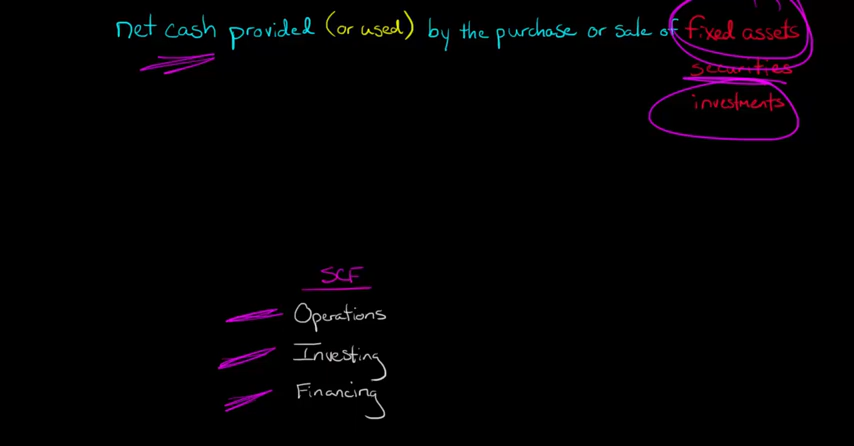 net cash provided (or used) by the purchase or sale of fixed assets
securities
investments
SCF
Operations
Investing
Financing